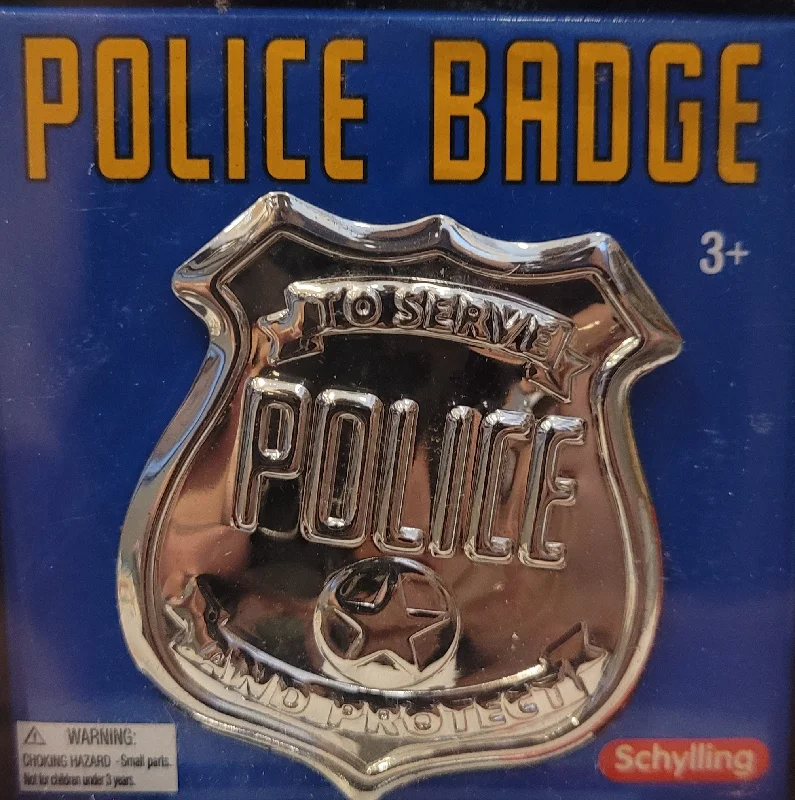 POLICE BADGE
3+
TO SERVE
POLICE
AND PROTECT
WARNING:
CHOKING HAZARD - Small parts.
Not for children under 3 years.
Schylling